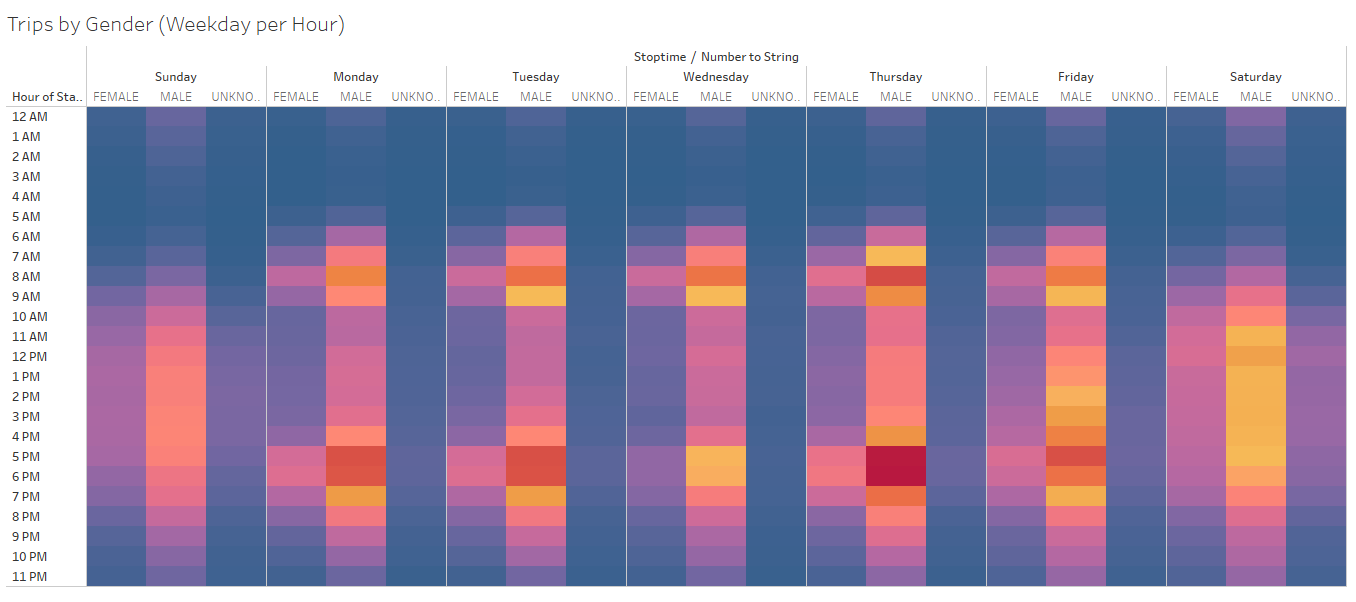 Trips by Gender (Weekday per Hour)
Stoptime / Number to String
Sunday Monday Tuesday Wednesday Thursday Friday Saturday
Hour of Sta.. FEMALE MALE UNKNO.. FEMALE MALE UNKNO.. FEMALE MALE UNKNO.. FEMALE MALE UNKNO.. FEMALE MALE UNKNO.. FEMALE MALE UNKNO.. FEMALE MALE UNKNO..
12 AM
1 AM
2 AM
3 AM
4 AM
5 AM
6 AM
7 AM
8 AM
9 AM
10 AM
11 AM
12 PM
1 PM
2 PM
3 PM
4 PM
5 PM
6 PM
7 PM
8 PM
9 PM
10 PM
11 PM